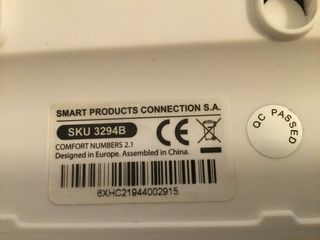 SMART PRODUCTS CONNECTION S.A.
SKU 3294B
COMFORT NUMBERS 2.1
Designed in Europe. Assembled in China.
6XHC21944002915
QC PASSED